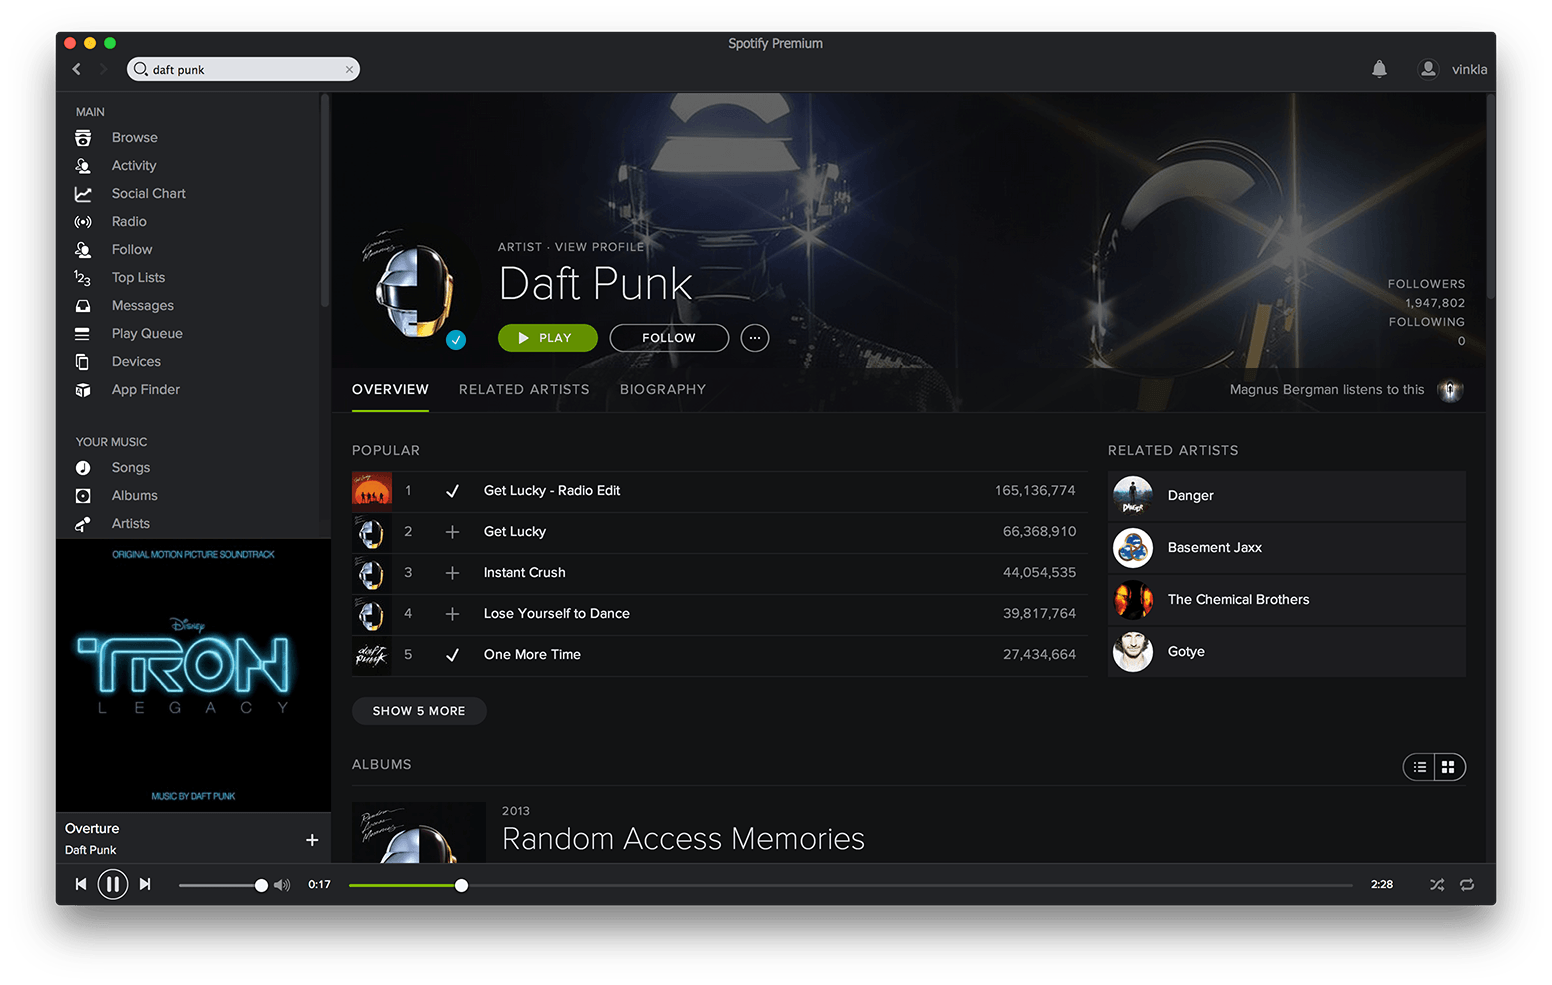 Spotify Premium
daft punk
vinkla
MAIN
Browse
Activity
Social Chart
Radio
Follow
Top Lists
Messages
Play Queue
Devices
App Finder
YOUR MUSIC
Songs
Albums
Artists
ORIGINAL MOTION PICTURE SOUNDTRACK
Disney
TRON
LEGACY
MUSIC BY DAFT PUNK
Overture
Daft Punk
ARTIST · VIEW PROFILE
Daft Punk
PLAY
FOLLOW
FOLLOWERS
1,947,802
FOLLOWING
0
OVERVIEW RELATED ARTISTS BIOGRAPHY
Magnus Bergman listens to this
POPULAR
1 Get Lucky - Radio Edit 165,136,774
2 Get Lucky 66,368,910
3 Instant Crush 44,054,535
4 Lose Yourself to Dance 39,817,764
daft punk
5 One More Time 27,434,664
SHOW 5 MORE
RELATED ARTISTS
DANGER
Danger
Basement Jaxx
The Chemical Brothers
Gotye
ALBUMS
Random
Access
Memories
2013
Random Access Memories
0:17
2:28